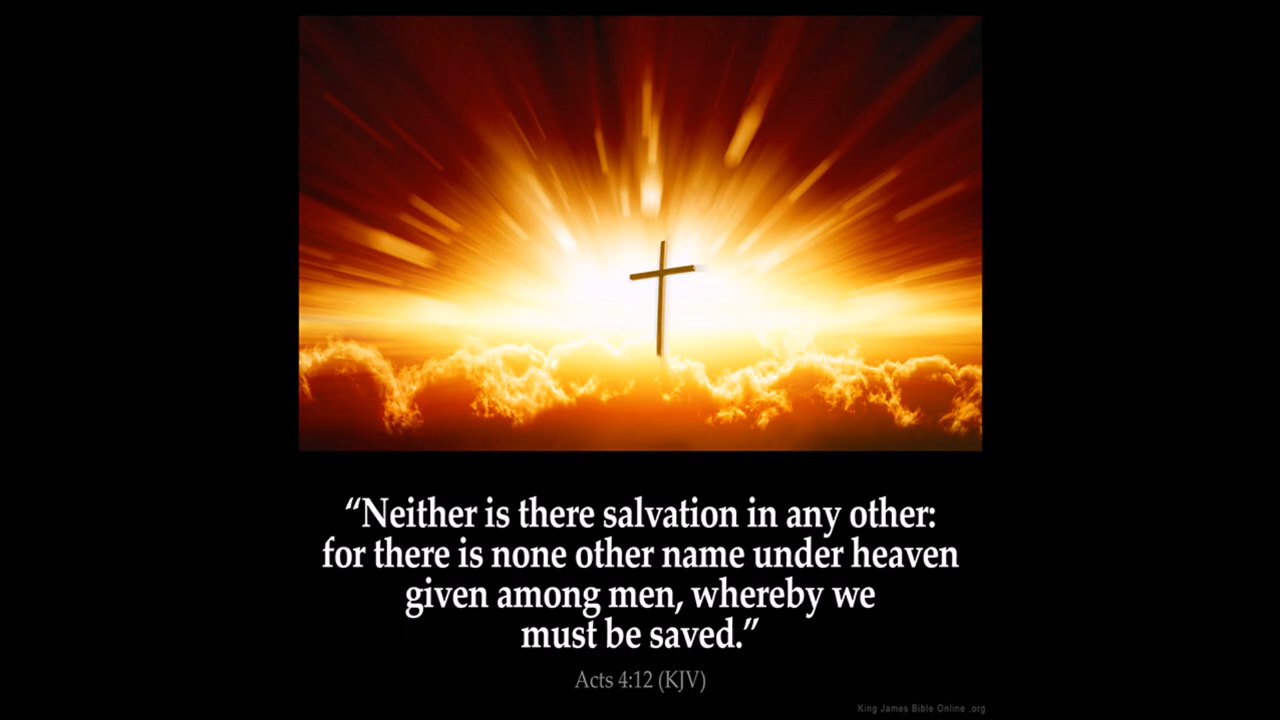 “Neither is there salvation in any other:
for there is none other name under heaven
given among men, whereby we
must be saved.”
Acts 4:12 (KJV)
King James Bible Online .org